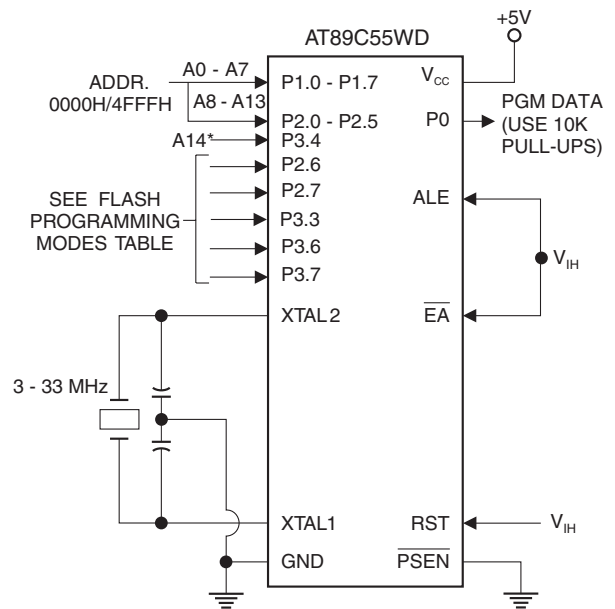 +5V
AT89C55WD
ADDR.
0000H/4FFFH
A0 - A7
P1.0 - P1.7
VCC
A8 - A13
P2.0 - P2.5
P0
PGM DATA
(USE 10K
PULL-UPS)
A14*
P3.4
P2.6
SEE FLASH
PROGRAMMING
MODES TABLE
P2.7
ALE
P3.3
P3.6
VIH
P3.7
XTAL2
EA
3 - 33 MHz
XTAL1
RST
VIH
GND
PSEN